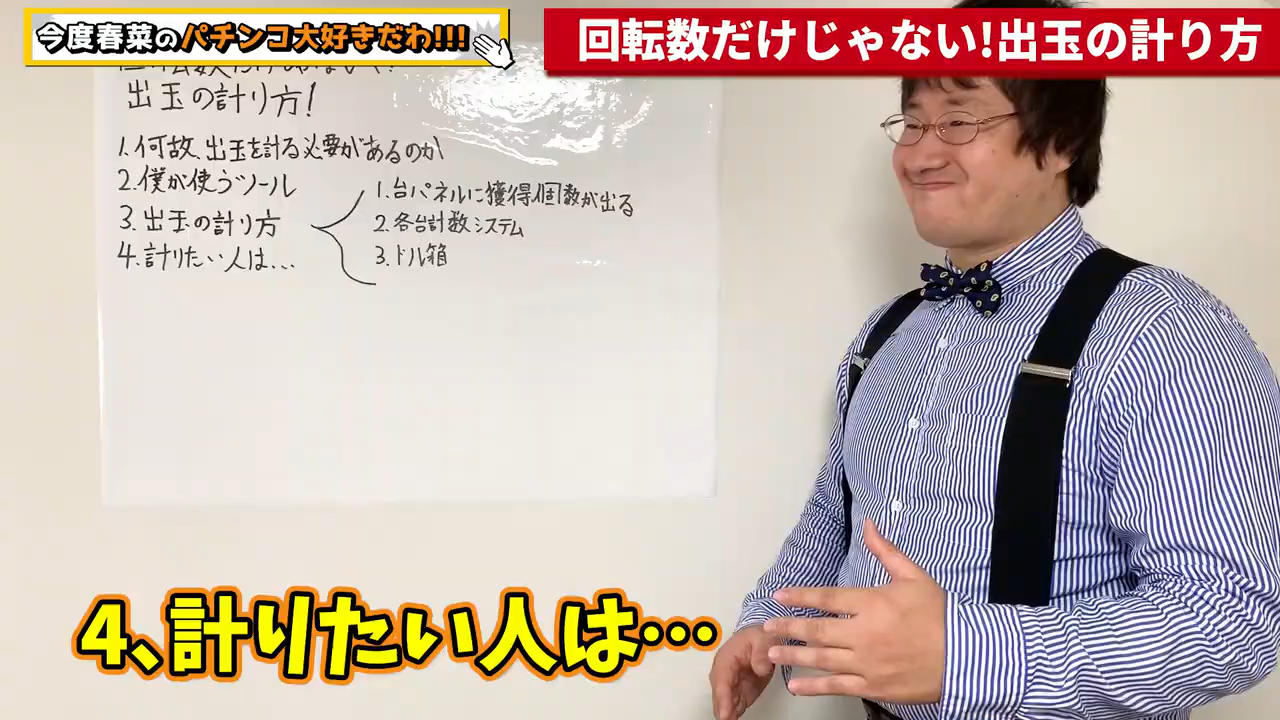 今度春菜のパチンコ大好きだわ!!!
回転数だけじゃない!出玉の計り方
出玉の計り方!
1.何故、出玉を計る必要があるのか
2.僕が使うツール
3.出玉の計り方
4.計りたい人は...
1.台パネルに獲得個数が出る
2.各台計数システム
3.ドル箱
4、計りたい人は…